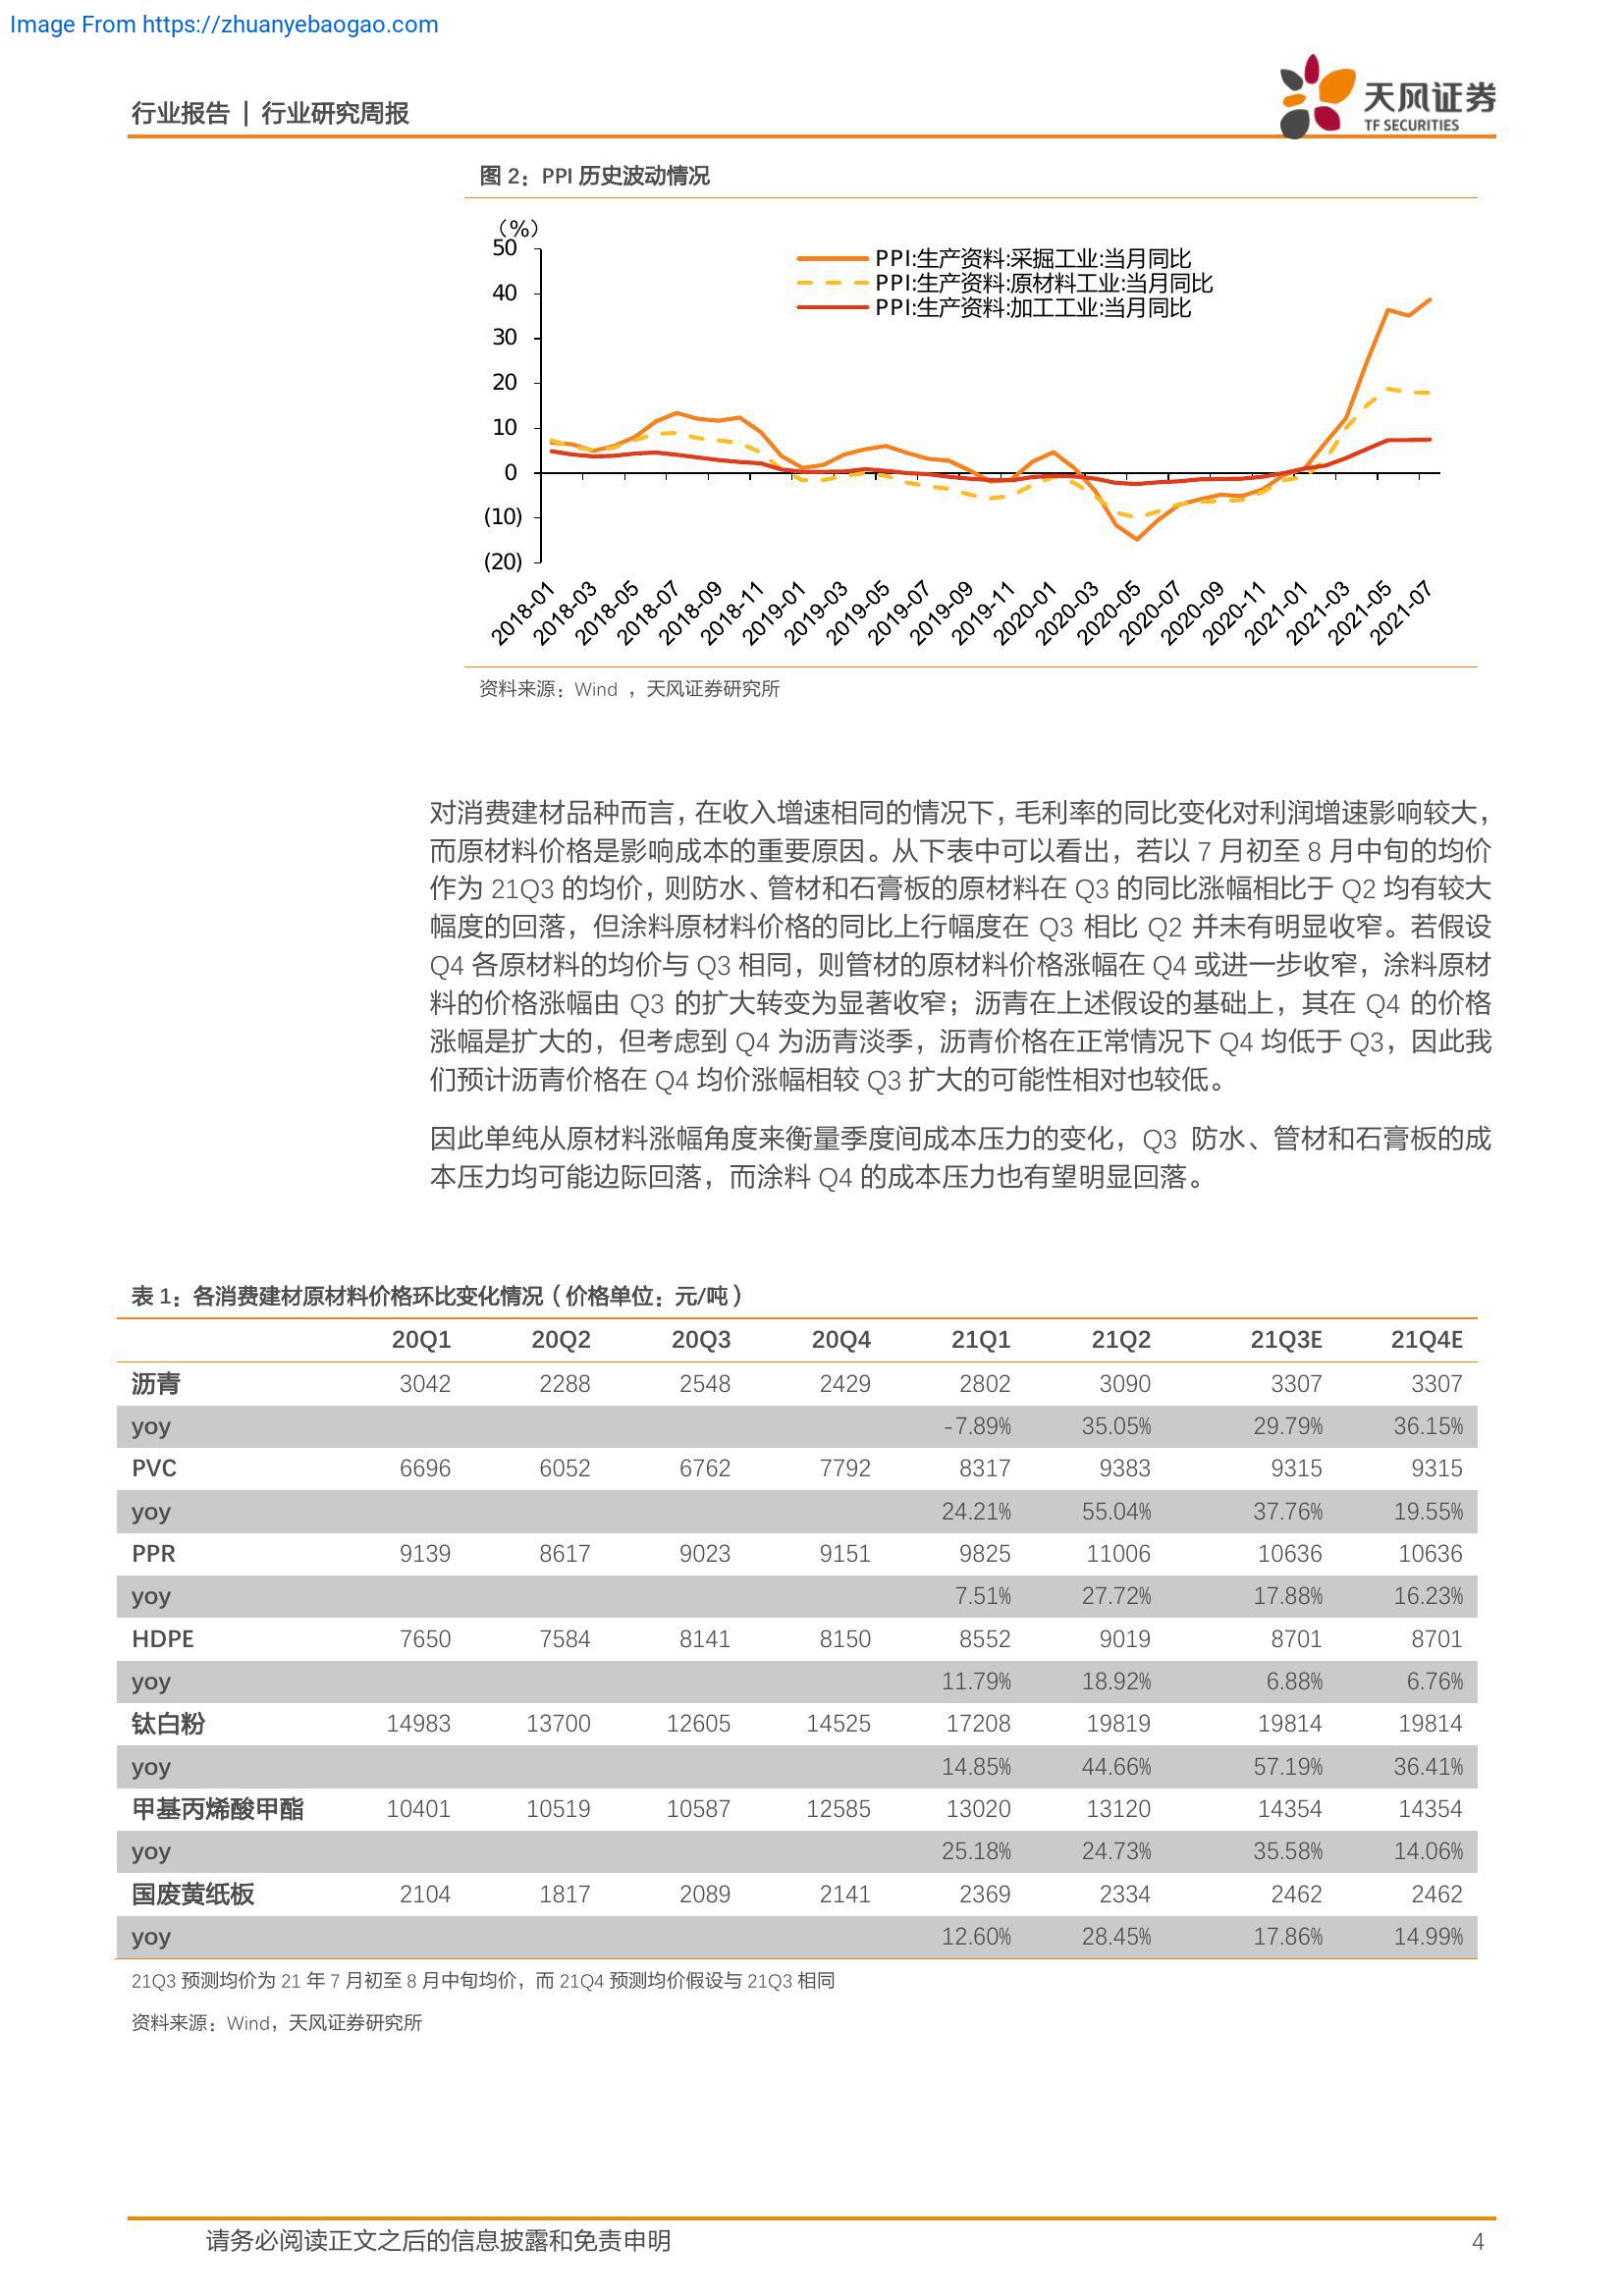 Image From https://zhuanyebaogao.com
行业报告 | 行业研究周报
天风证券
TF SECURITIES
图 2：PPI 历史波动情况
（%）
PPI:生产资料:采掘工业:当月同比
PPI:生产资料:原材料工业:当月同比
PPI:生产资料:加工工业:当月同比
50
40
30
20
10
0
(10)
(20)
2018-01 2018-03 2018-05 2018-07 2018-09 2018-11 2019-01 2019-03 2019-05 2019-07 2019-09 2019-11 2020-01 2020-03 2020-05 2020-07 2020-09 2020-11 2021-01 2021-03 2021-05 2021-07
资料来源：Wind ，天风证券研究所
对消费建材品种而言，在收入增速相同的情况下，毛利率的同比变化对利润增速影响较大，
而原材料价格是影响成本的重要原因。从下表中可以看出，若以 7 月初至 8 月中旬的均价
作为 21Q3 的均价，则防水、管材和石膏板的原材料在 Q3 的同比涨幅相比于 Q2 均有较大
幅度的回落，但涂料原材料价格的同比上行幅度在 Q3 相比 Q2 并未有明显收窄。若假设
Q4 各原材料的均价与 Q3 相同，则管材的原材料价格涨幅在 Q4 或进一步收窄，涂料原材
料的价格涨幅由 Q3 的扩大转变为显著收窄；沥青在上述假设的基础上，其在 Q4 的价格
涨幅是扩大的，但考虑到 Q4 为沥青淡季，沥青价格在正常情况下 Q4 均低于 Q3，因此我
们预计沥青价格在 Q4 均价涨幅相较 Q3 扩大的可能性相对也较低。
因此单纯从原材料涨幅角度来衡量季度间成本压力的变化，Q3 防水、管材和石膏板的成
本压力均可能边际回落，而涂料 Q4 的成本压力也有望明显回落。
表 1：各消费建材原材料价格环比变化情况（价格单位：元/吨）
20Q1 20Q2 20Q3 20Q4 21Q1 21Q2 21Q3E 21Q4E
沥青 3042 2288 2548 2429 2802 3090 3307 3307
yoy -7.89% 35.05% 29.79% 36.15%
PVC 6696 6052 6762 7792 8317 9383 9315 9315
yoy 24.21% 55.04% 37.76% 19.55%
PPR 9139 8617 9023 9151 9825 11006 10636 10636
yoy 7.51% 27.72% 17.88% 16.23%
HDPE 7650 7584 8141 8150 8552 9019 8701 8701
yoy 11.79% 18.92% 6.88% 6.76%
钛白粉 14983 13700 12605 14525 17208 19819 19814 19814
yoy 14.85% 44.66% 57.19% 36.41%
甲基丙烯酸甲酯 10401 10519 10587 12585 13020 13120 14354 14354
yoy 25.18% 24.73% 35.58% 14.06%
国废黄纸板 2104 1817 2089 2141 2369 2334 2462 2462
yoy 12.60% 28.45% 17.86% 14.99%
21Q3 预测均价为 21 年 7 月初至 8 月中旬均价，而 21Q4 预测均价假设与 21Q3 相同
资料来源：Wind，天风证券研究所
请务必阅读正文之后的信息披露和免责申明
4